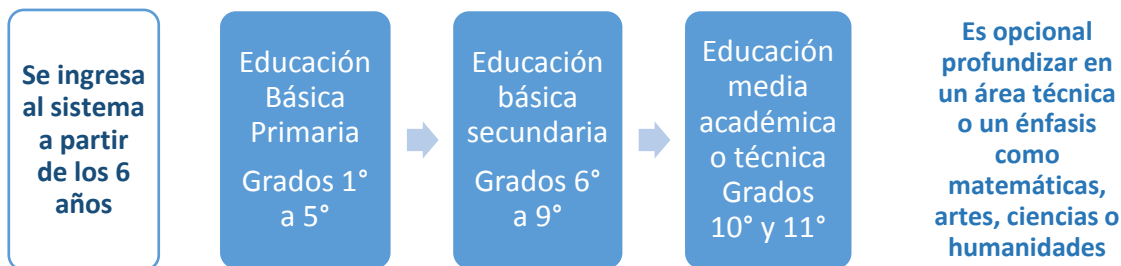 Se ingresa
al sistema
a partir
de los 6
años
Educación
Básica
Primaria
Grados 1°
a 5°
Educación
básica
secundaria
Grados 6°
a 9°
Educación
media
académica
o técnica
Grados
10° y 11°
Es opcional
profundizar en
un área técnica
o un énfasis
como
matemáticas,
artes, ciencias o
humanidades